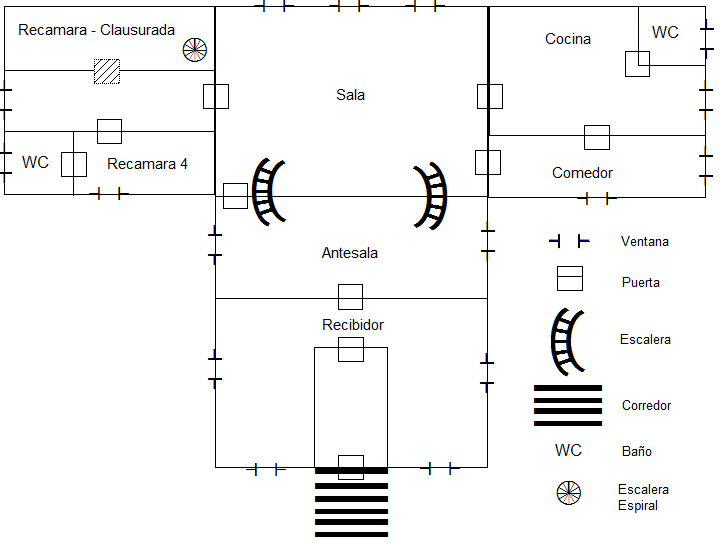 Recamara - Clausurada
Cocina
WC
Sala
WC
Recamara 4
Comedor
Antesala
Recibidor
Ventana
Puerta
Escalera
Corredor
WC
Baño
Escalera
Espiral